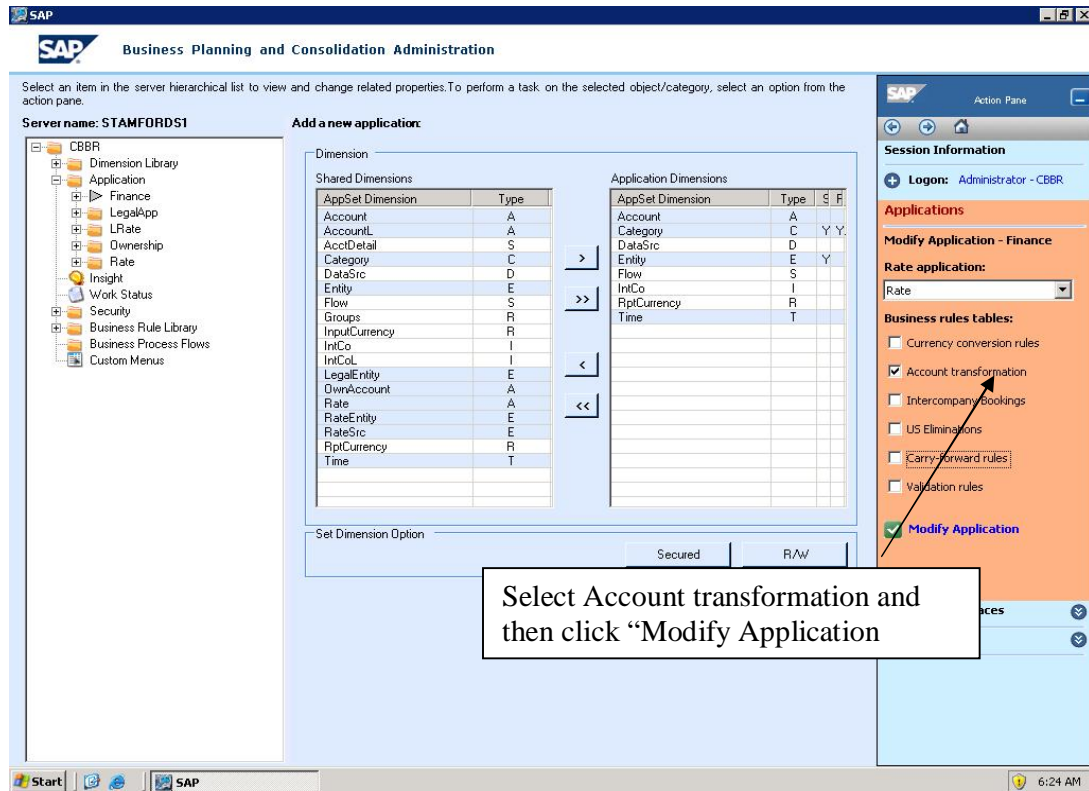 SAP
SAP Business Planning and Consolidation Administration
Select an item in the server hierarchical list to view and change related properties.To perform a task on the selected object/category, select an option from the
action pane.
Server name: STAMFORDS1
CBBR
Dimension Library
Application
Finance
LegalApp
LRate
Ownership
Rate
Insight
Work Status
Security
Business Rule Library
Business Process Flows
Custom Menus
Add a new application:
Dimension
Shared Dimensions
AppSet Dimension Type
Account A
AccountL A
AcctDetail S
Category C
DataSrc D
Entity E
Flow S
Groups R
InputCurrency R
IntCo I
IntCoL I
LegalEntity E
OwnAccount A
Rate A
RateEntity E
RateSrc E
RptCurrency R
Time T
>
>>
<
<<
Application Dimensions
AppSet Dimension Type S F
Account A
Category C Y Y.
DataSrc D
Entity E Y
Flow S
IntCo I
RptCurrency R
Time T
Set Dimension Option
Secured R/W
SAP Action Pane
Session Information
Logon: Administrator - CBBR
Applications
Modify Application - Finance
Rate application:
Rate
Business rules tables:
Currency conversion rules
Account transformation
Intercompany Bookings
US Eliminations
Carry-forward rules
Validation rules
Modify Application
aces
Select Account transformation and
then click “Modify Application
Start SAP 6:24 AM